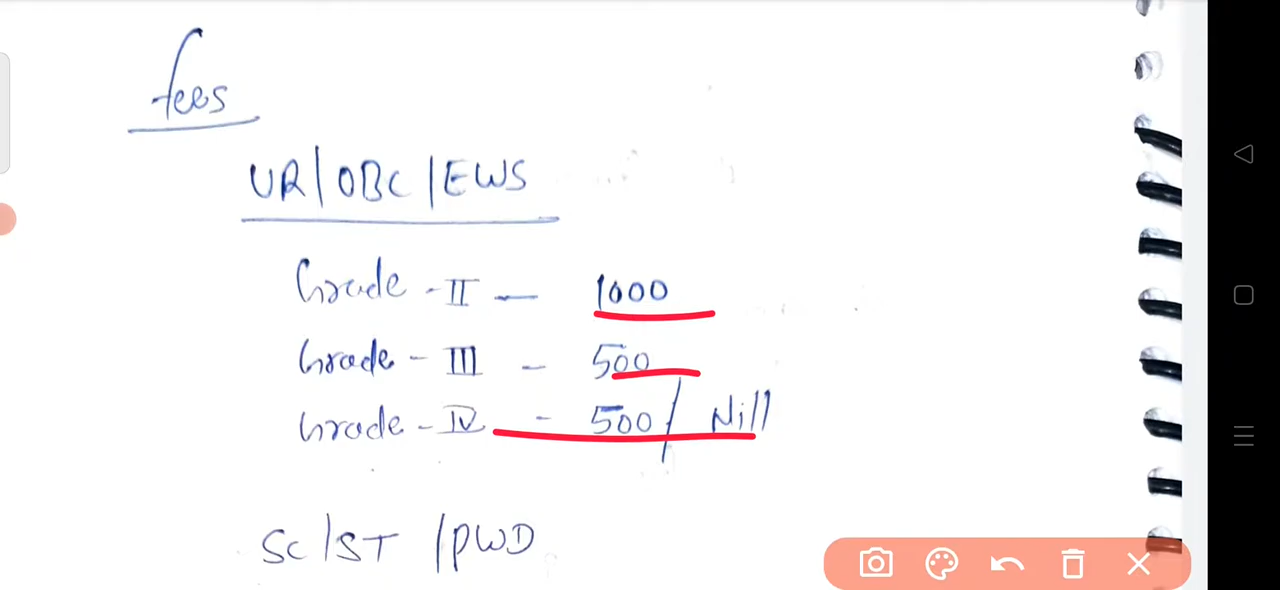 fees
UR/OBC/EWS
Grade - II - 1000
Grade - III - 500
Grade - IV - 500/ Nill
SC/ST/PWD